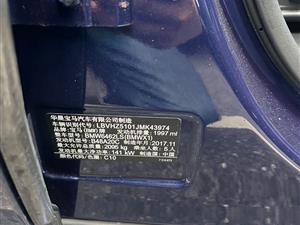 华晨宝马汽车有限公司制造
车辆识别代号: LBVHZ5101JMK43974
品牌: 宝马(BMW)牌 发动机排量: 1997 ml
型号: BMW6462LS(BMWX1)
发动机型号: B48A20C 制造年月: 2017.11
最大允许总质量: 2095 kg 乘坐人数: 5人
发动机最大净功率: 141 kW 制造国: 中国
颜色代码/色号: C10